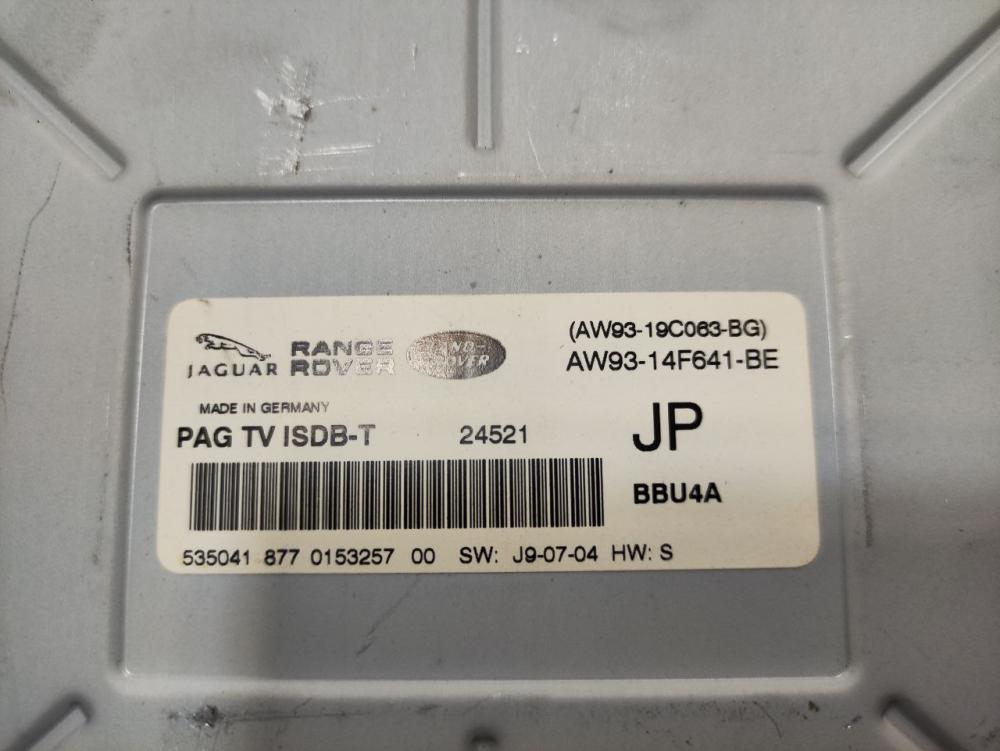 (AW93-19C063-BG)
JAGUAR RANGE ROVER LAND-ROVER AW93-14F641-BE
MADE IN GERMANY
PAG TV ISDB-T 24521 JP
BBU4A
535041 877 0153257 00 SW: J9-07-04 HW: S